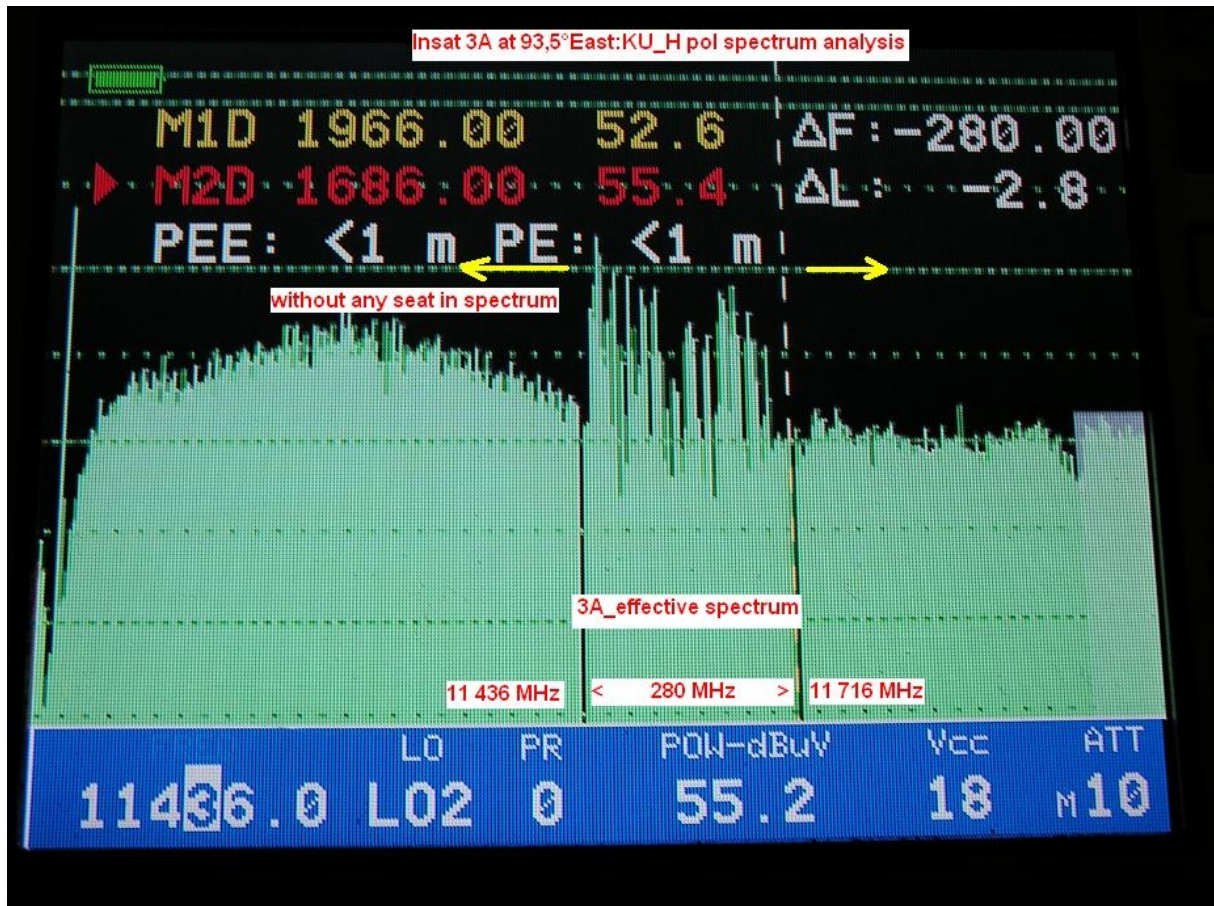 Insat 3A at 93,5°East:KU_H pol spectrum analysis
M1D 1966.00 52.6 ΔF:-280.00
M2D 1686.00 55.4 ΔL: -2.8
PEE: <1 m PE: <1 m
without any seat in spectrum
3A_effective spectrum
11 436 MHz < 280 MHz > 11 716 MHz
LO PR POW-dBuV Vcc ATT
11436.0 LO2 0 55.2 18 M10